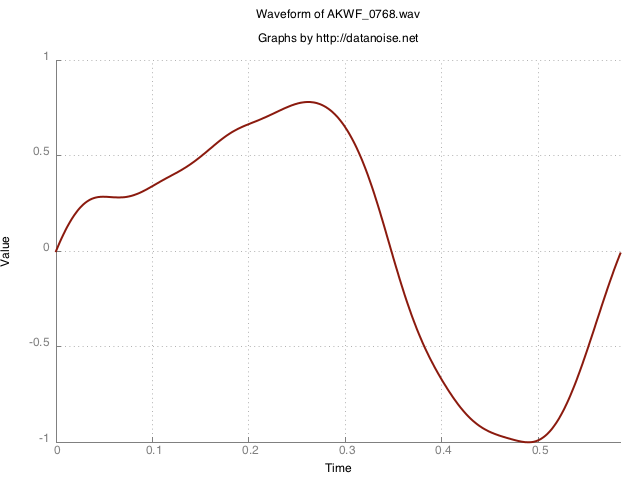 Waveform of AKWF_0768.wav
Graphs by http://datanoise.net
1
0.5
0
-0.5
-1
Value
0 0.1 0.2 0.3 0.4 0.5
Time